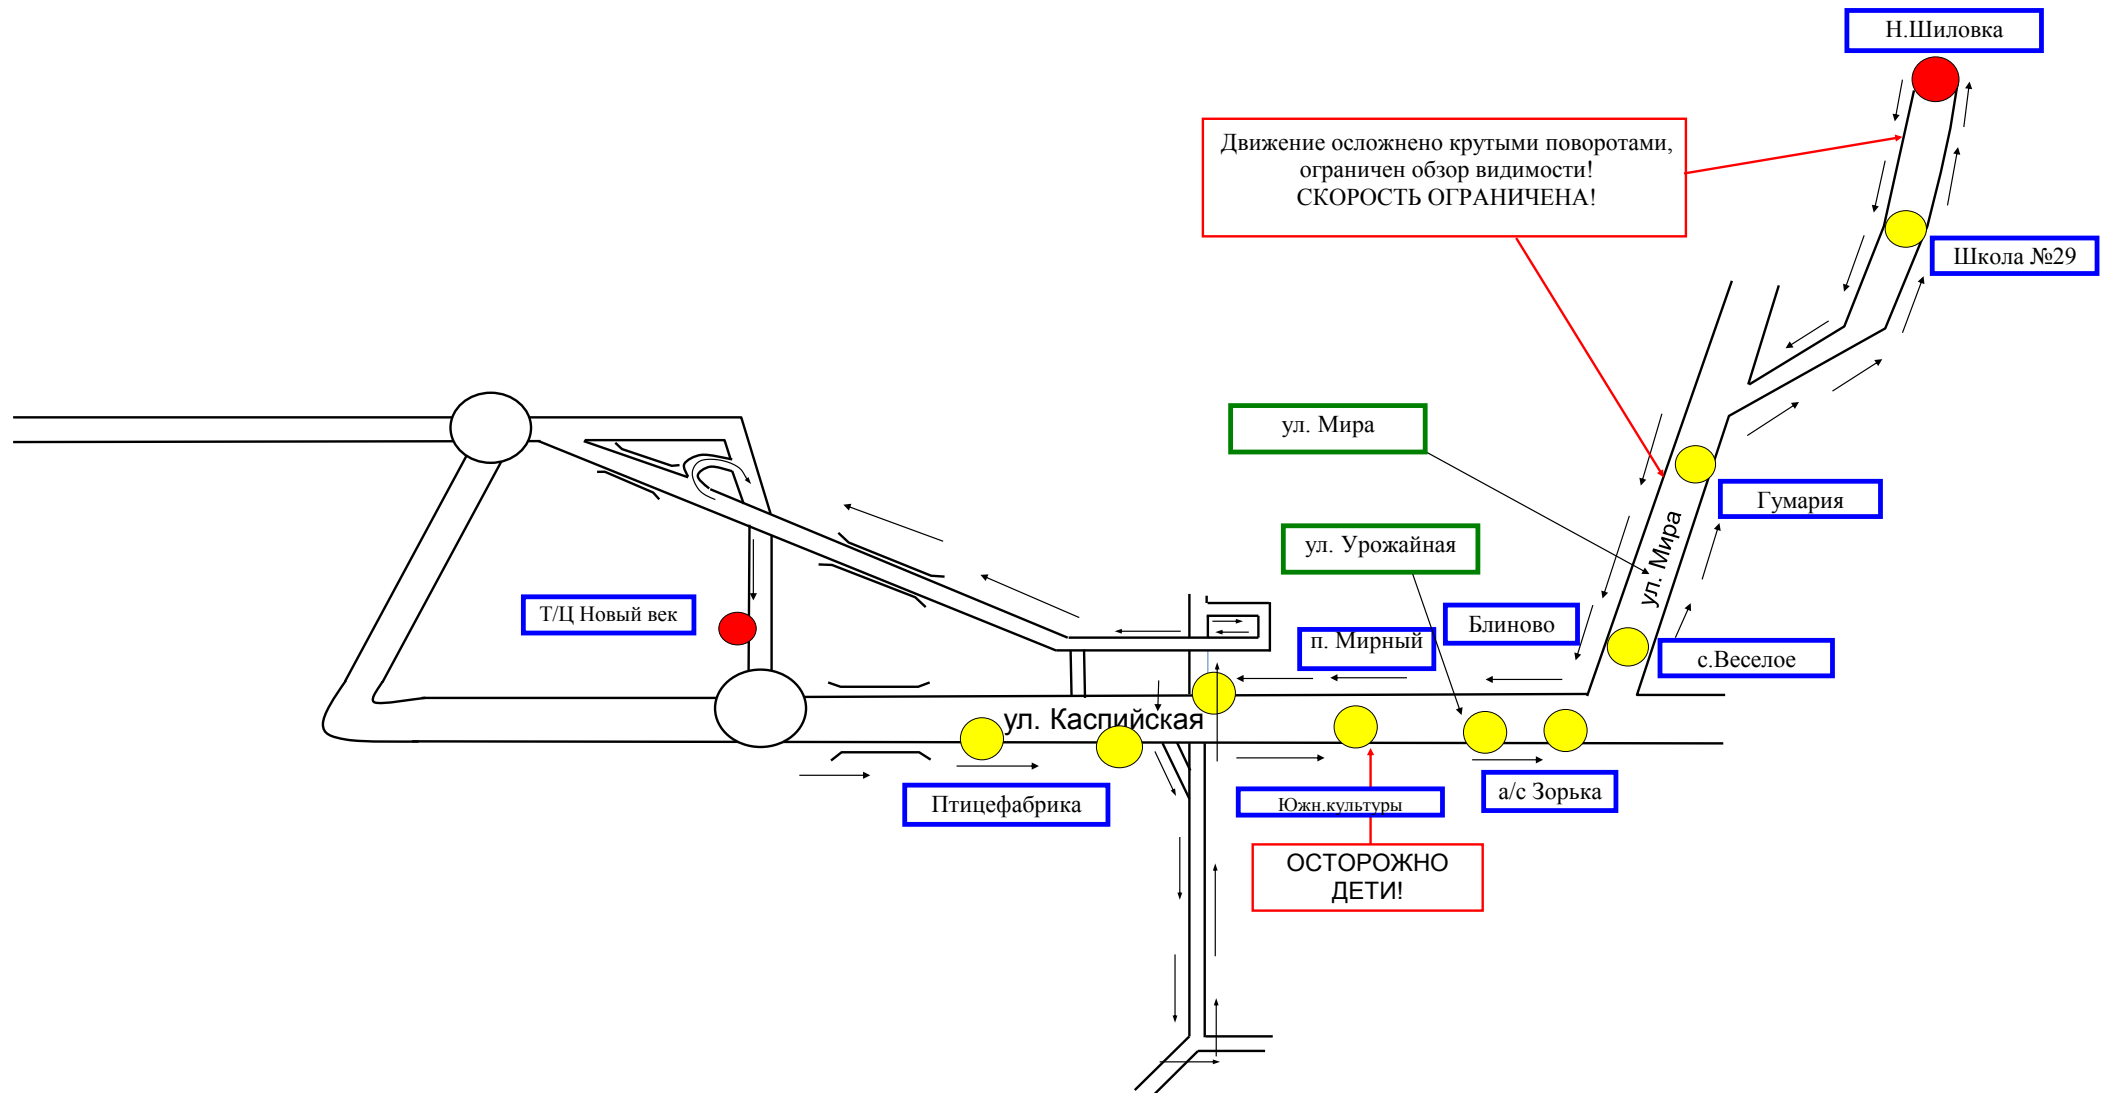 Н.Шиловка
Движение осложнено крутыми поворотами,
ограничен обзор видимости!
СКОРОСТЬ ОГРАНИЧЕНА!
Школа №29
ул. Мира
Гумария
ул. Урожайная
ул. Мира
Т/Ц Новый век
Блиново
п. Мирный
с.Веселое
ул. Каспийская
Птицефабрика
Южн.культуры
а/с Зорька
ОСТОРОЖНО
ДЕТИ!